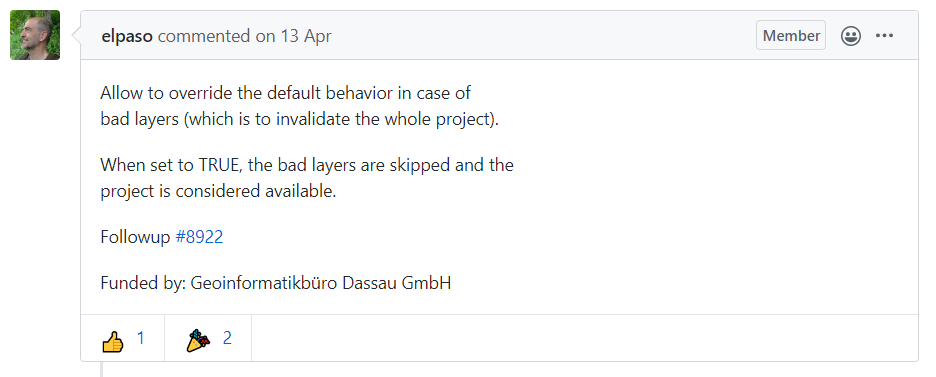 elpaso commented on 13 Apr Member
Allow to override the default behavior in case of
bad layers (which is to invalidate the whole project).
When set to TRUE, the bad layers are skipped and the
project is considered available.
Followup #8922
Funded by: Geoinformatikbüro Dassau GmbH
1 2